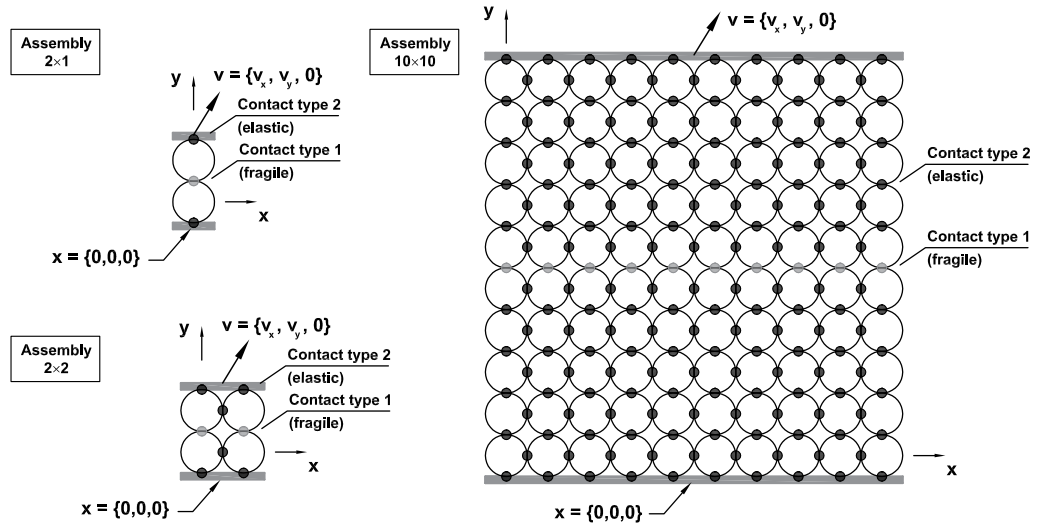 Assembly
2×1
y
v = {vx, vy, 0}
Contact type 2
(elastic)
Contact type 1
(fragile)
x
x = {0,0,0}
Assembly
2×2
y
v = {vx, vy, 0}
Contact type 2
(elastic)
Contact type 1
(fragile)
x
x = {0,0,0}
Assembly
10×10
y
v = {vx, vy, 0}
Contact type 2
(elastic)
Contact type 1
(fragile)
x
x = {0,0,0}